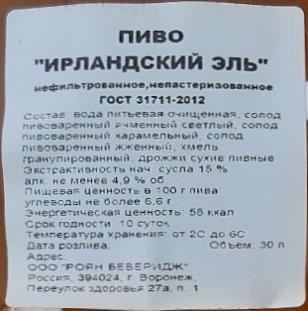 ПИВО
"ИРЛАНДСКИЙ ЭЛЬ"
нефильтрованное,непастеризованное
ГОСТ 31711-2012
Состав: вода питьевая очищенная, солод
пивоваренный ячменный светлый, солод
пивоваренный карамельный, солод
пивоваренный жженный, хмель
гранулированный, дрожжи сухие пивные
Экстрактивность нач. сусла 15 %
алк. не менее 4,9 % об.
Пищевая ценность в 100 г пива:
углеводы не более 6,6 г
Энергетическая ценность: 58 ккал
Срок годности: 10 суток
Температура хранения: от 2С до 6С
Дата розлива: Объем: 30 л
Адрес:
ООО "РОЯН БЕВЕРИДЖ"
Россия, 394024, г. Воронеж,
Переулок здоровья 27а, п. 1